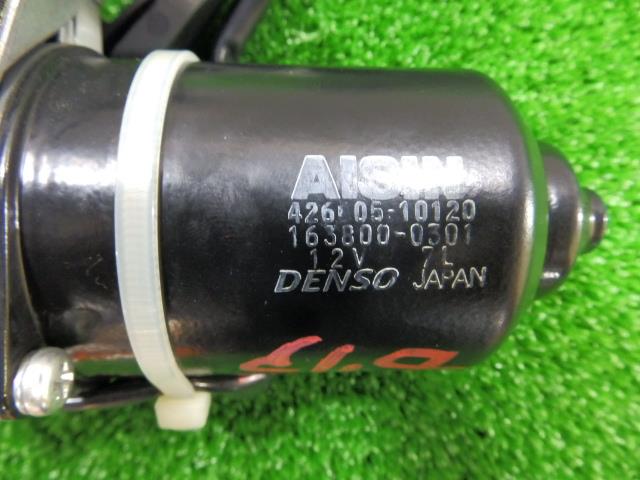 AISIN
426 05-10120
163800-0301
12V 7L
DENSO JAPAN